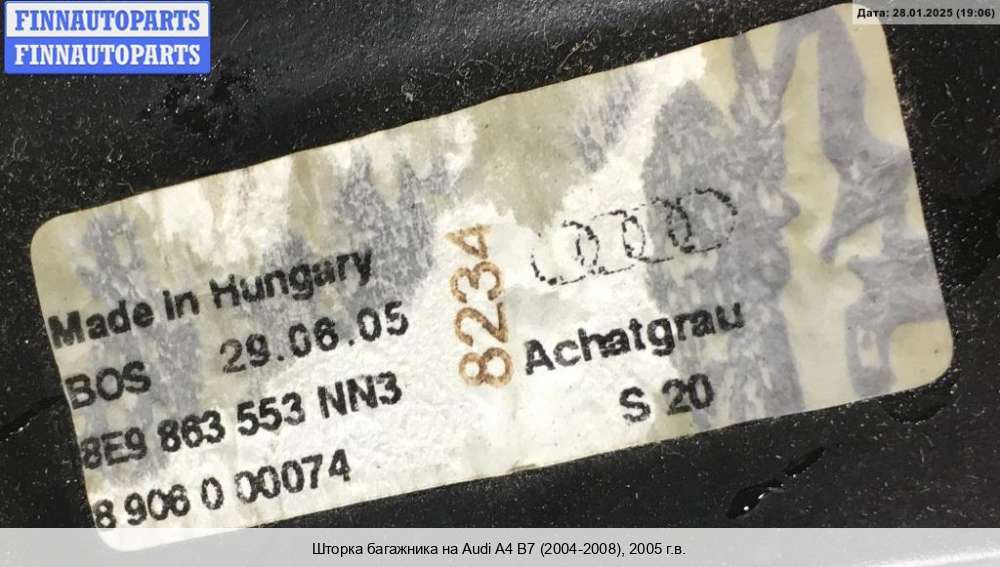 FINNAUTOPARTS
FINNAUTOPARTS
Дата: 28.01.2025 (19:06)
Made in Hungary
BOS 29.06.05
8E9 863 553 NN3
8 906 0 00074
8234
Achatgrau
S 20
Шторка багажника на Audi A4 B7 (2004-2008), 2005 г.в.